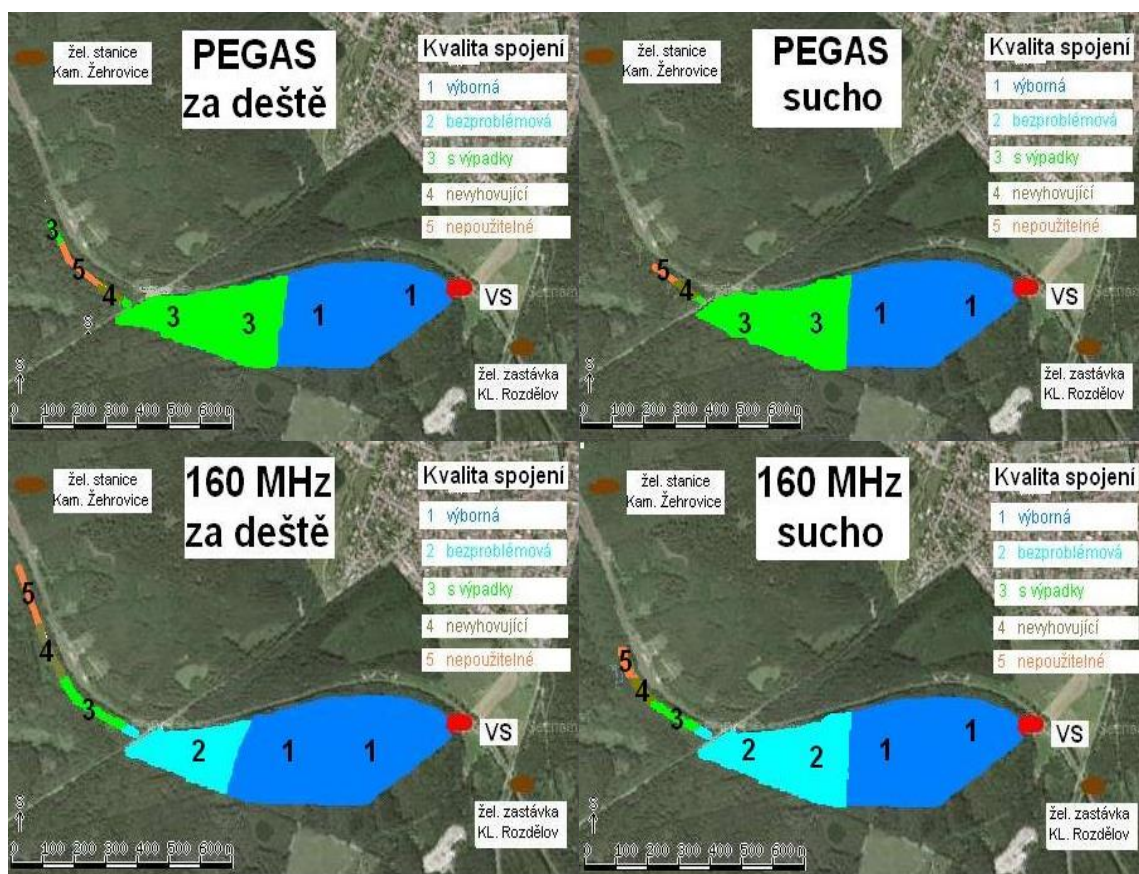 PEGAS
za deště
žel. stanice
Kam. Žehrovice
Kvalita spojení
1 výborná
2 bezproblémová
3 s výpadky
4 nevyhovující
5 nepoužitelné
3
5
4
3
3
1
1
VS
žel. zastávka
KL. Rozdělov
S
0 100 200 300 400 500 600 m
PEGAS
sucho
žel. stanice
Kam. Žehrovice
Kvalita spojení
1 výborná
2 bezproblémová
3 s výpadky
4 nevyhovující
5 nepoužitelné
5
4
3
3
1
1
VS
žel. zastávka
KL. Rozdělov
S
0 100 200 300 400 500 600 m
160 MHz
za deště
žel. stanice
Kam. Žehrovice
Kvalita spojení
1 výborná
2 bezproblémová
3 s výpadky
4 nevyhovující
5 nepoužitelné
5
4
3
2
1
1
VS
žel. zastávka
KL. Rozdělov
S
0 100 200 300 400 500 600 m
160 MHz
sucho
žel. stanice
Kam. Žehrovice
Kvalita spojení
1 výborná
2 bezproblémová
3 s výpadky
4 nevyhovující
5 nepoužitelné
5
4
3
2
2
1
1
VS
žel. zastávka
KL. Rozdělov
S
0 100 200 300 400 500 600 m